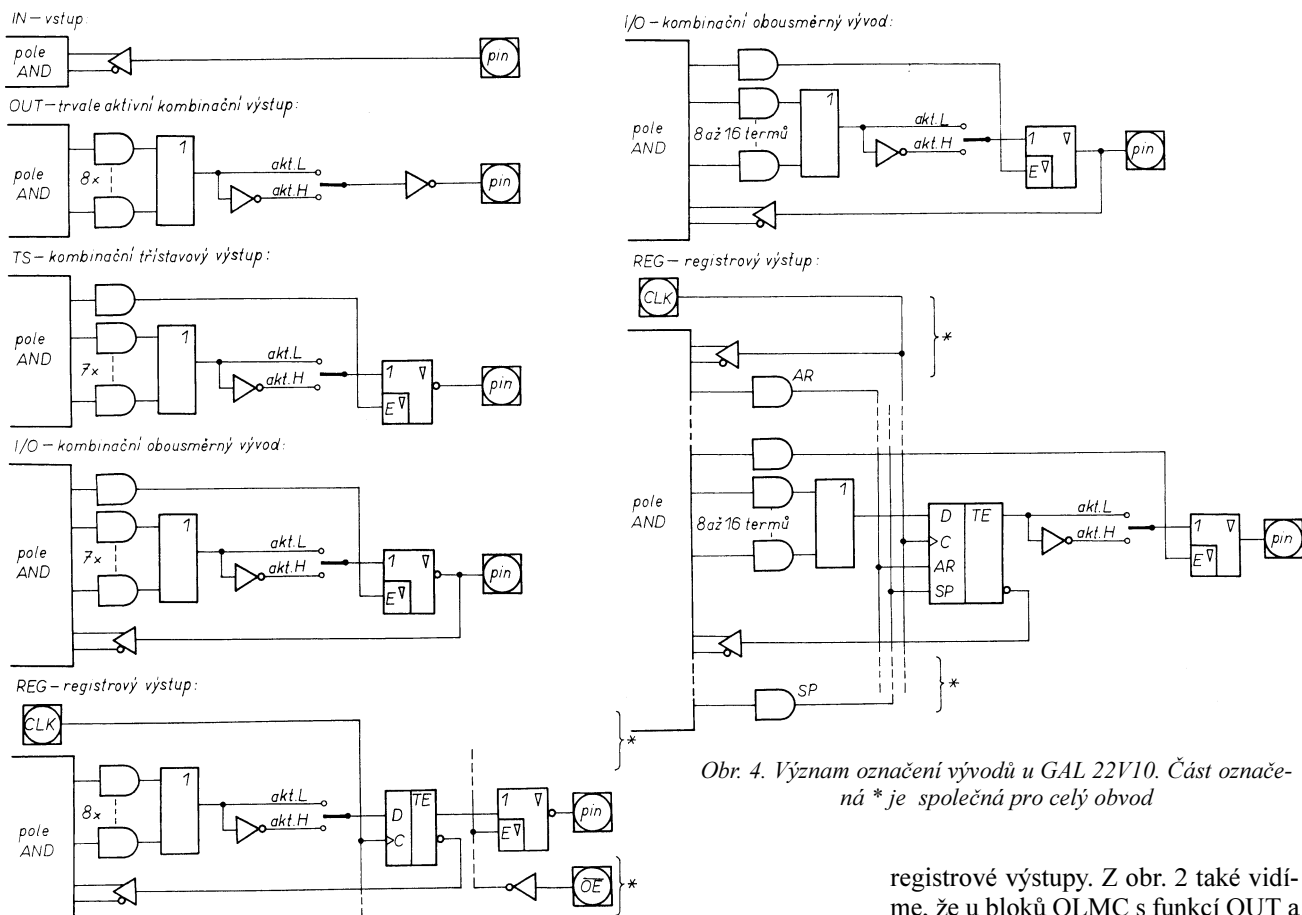 IN – vstup:
pole
AND
pin
OUT – trvale aktivní kombinační výstup:
pole
AND
8x
1
akt.L
akt.H
pin
TS – kombinační třístavový výstup:
pole
AND
7x
1
akt.L
akt.H
1 ∇
E∇
pin
I/O – kombinační obousměrný vývod:
pole
AND
7x
1
akt.L
akt.H
1 ∇
E∇
pin
REG – registrový výstup:
CLK
*
pole
AND
8x
1
akt.L
akt.H
D TE
C
1 ∇
E∇
pin
OE
*
I/O – kombinační obousměrný vývod:
pole
AND
8 až 16 termů
1
akt.L
akt.H
1 ∇
E∇
pin
REG – registrový výstup:
CLK
*
AR
pole
AND
8 až 16 termů
1
D TE
C
AR
SP
akt.L
akt.H
1 ∇
E∇
pin
SP
*
Obr. 4. Význam označení vývodů u GAL 22V10. Část označe-
ná * je společná pro celý obvod
registrové výstupy. Z obr. 2 také vidí-
me, že u bloků OLMC s funkcí OUT a